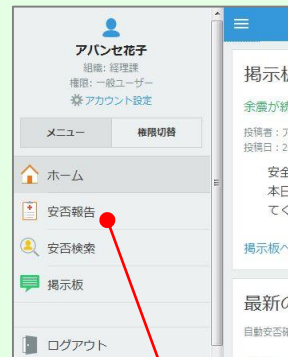 アバンセ花子
組織: 経理課
権限: 一般ユーザー
アカウント設定
メニュー 権限切替
ホーム
安否報告
安否検索
掲示板
ログアウト
掲示板
余震が続
投稿者：ア
投稿日：2
安全
本日
てく
掲示板へ
最新の
自動安否確